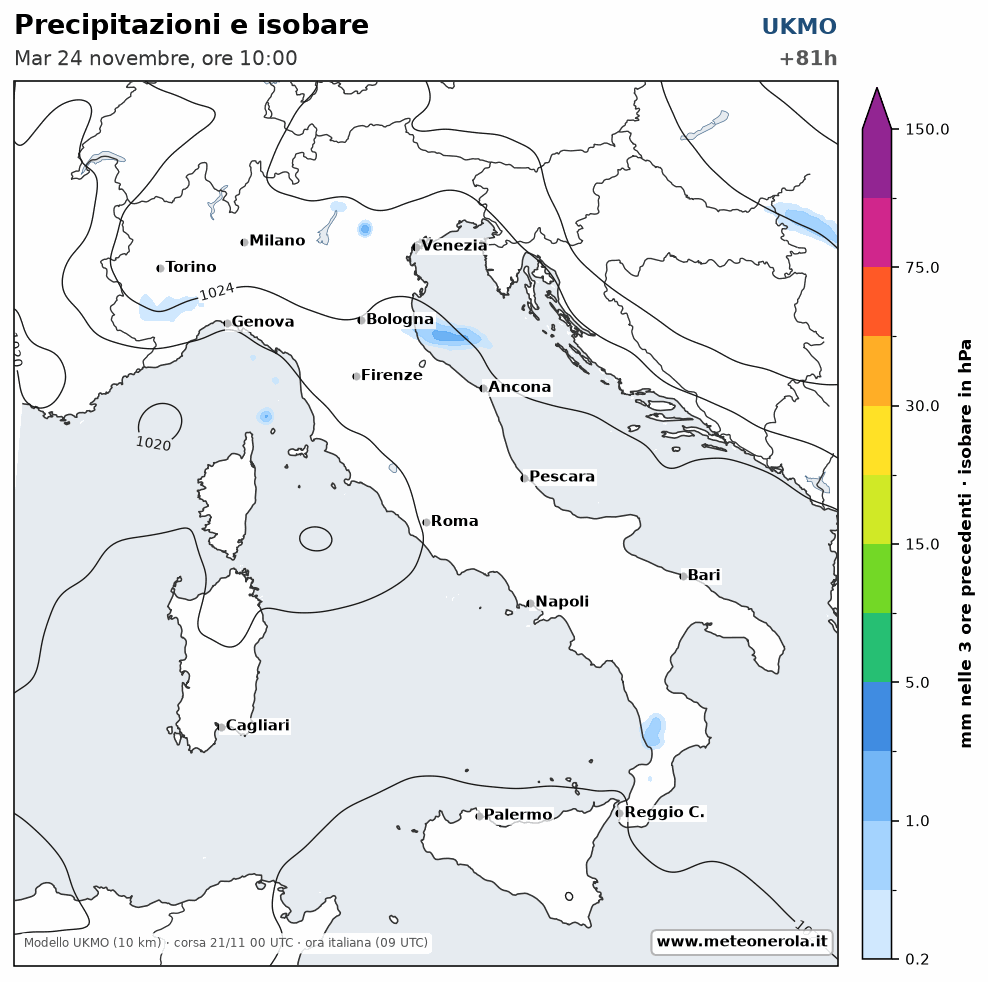 Precipitazioni e isobare
UKMO
Mar 24 novembre, ore 10:00
+81h
150.0
75.0
30.0
15.0
5.0
1.0
0.2
mm nelle 3 ore precedenti · isobare in hPa
Milano
Venezia
Torino
1024
Genova
Bologna
Firenze
Ancona
1020
Pescara
Roma
Bari
Napoli
Cagliari
Palermo
Reggio C.
Modello UKMO (10 km) · corsa 21/11 00 UTC · ora italiana (09 UTC)
www.meteonerola.it